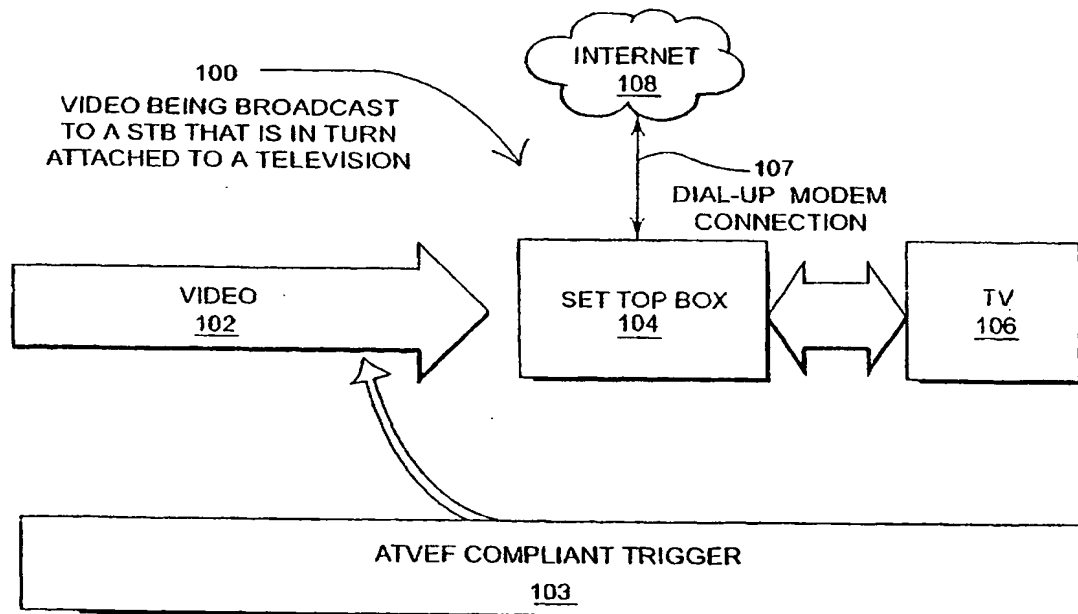 100
VIDEO BEING BROADCAST
TO A STB THAT IS IN TURN
ATTACHED TO A TELEVISION
INTERNET
108
107
DIAL-UP MODEM
CONNECTION
VIDEO
102
SET TOP BOX
104
TV
106
ATVEF COMPLIANT TRIGGER
103